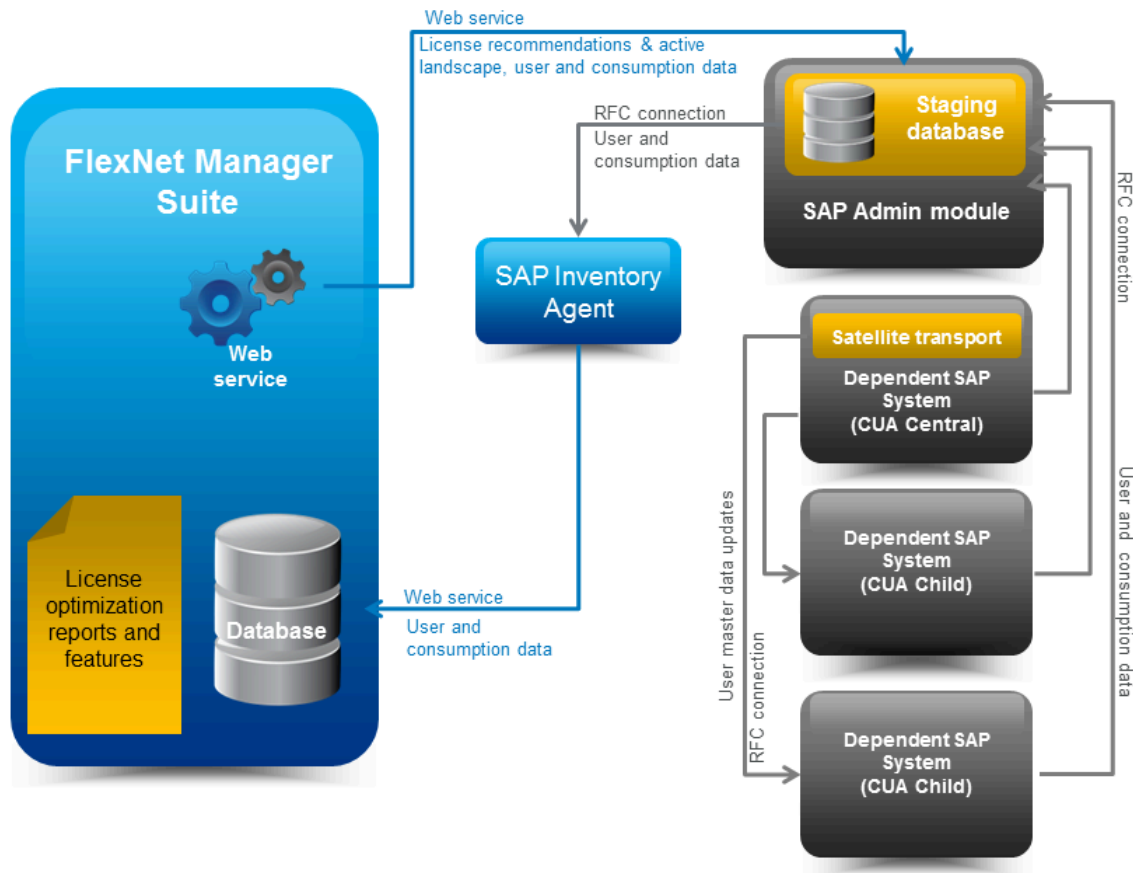 Web service
License recommendations & active
landscape, user and consumption data
FlexNet Manager
Suite
Web
service
License
optimization
reports and
features
Database
RFC connection
User and
consumption data
SAP Inventory
Agent
Web service
User and
consumption data
Staging
database
SAP Admin module
Satellite transport
Dependent SAP
System
(CUA Central)
Dependent SAP
System
(CUA Child)
Dependent SAP
System
(CUA Child)
User master data updates
RFC connection
RFC connection
User and consumption data